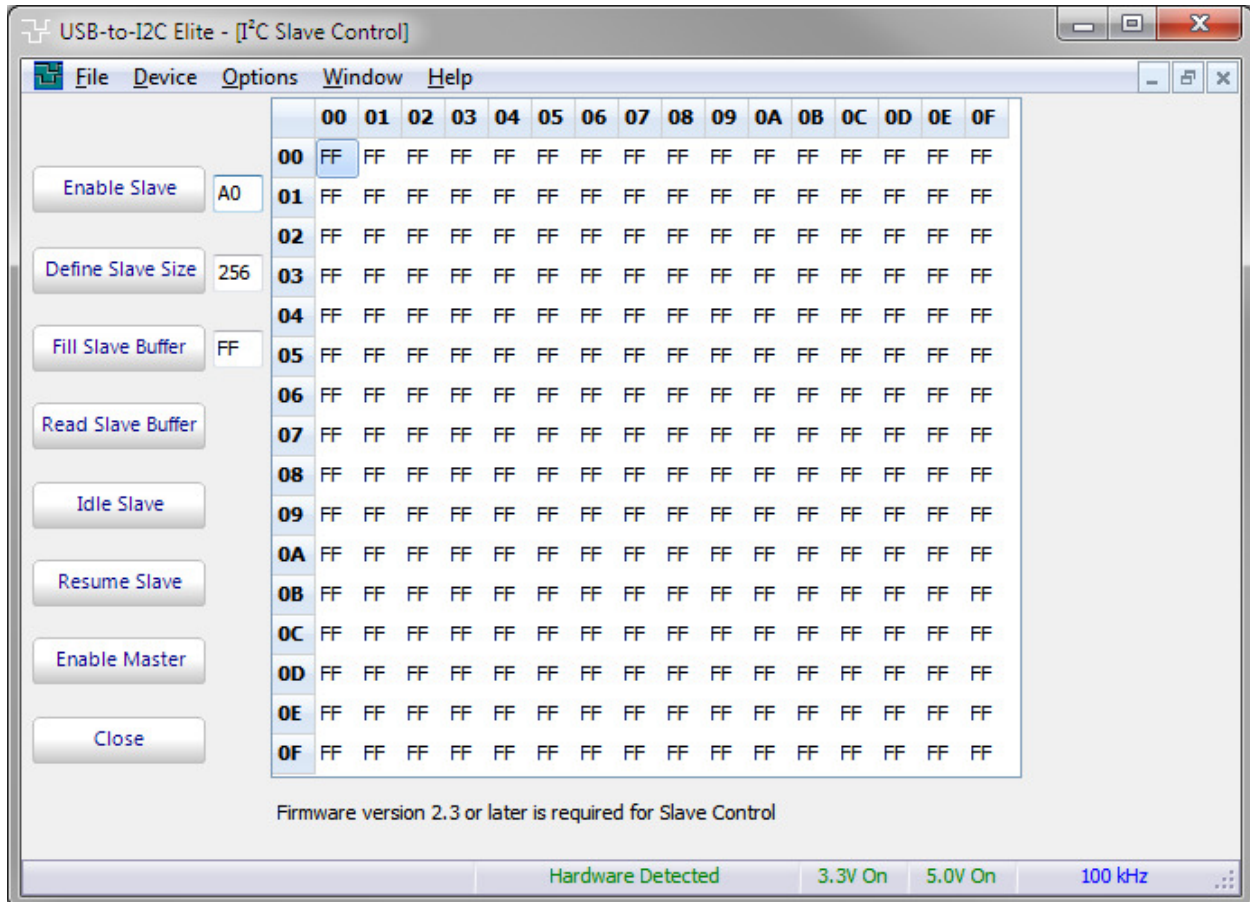 USB-to-I2C Elite - [I²C Slave Control]
File Device Options Window Help
00 01 02 03 04 05 06 07 08 09 0A 0B 0C 0D 0E 0F
00 FF FF FF FF FF FF FF FF FF FF FF FF FF FF FF FF
Enable Slave A0
01 FF FF FF FF FF FF FF FF FF FF FF FF FF FF FF FF
02 FF FF FF FF FF FF FF FF FF FF FF FF FF FF FF FF
Define Slave Size 256
03 FF FF FF FF FF FF FF FF FF FF FF FF FF FF FF FF
04 FF FF FF FF FF FF FF FF FF FF FF FF FF FF FF FF
Fill Slave Buffer FF
05 FF FF FF FF FF FF FF FF FF FF FF FF FF FF FF FF
06 FF FF FF FF FF FF FF FF FF FF FF FF FF FF FF FF
Read Slave Buffer
07 FF FF FF FF FF FF FF FF FF FF FF FF FF FF FF FF
08 FF FF FF FF FF FF FF FF FF FF FF FF FF FF FF FF
Idle Slave
09 FF FF FF FF FF FF FF FF FF FF FF FF FF FF FF FF
0A FF FF FF FF FF FF FF FF FF FF FF FF FF FF FF FF
Resume Slave
0B FF FF FF FF FF FF FF FF FF FF FF FF FF FF FF FF
0C FF FF FF FF FF FF FF FF FF FF FF FF FF FF FF FF
Enable Master
0D FF FF FF FF FF FF FF FF FF FF FF FF FF FF FF FF
0E FF FF FF FF FF FF FF FF FF FF FF FF FF FF FF FF
Close
0F FF FF FF FF FF FF FF FF FF FF FF FF FF FF FF FF
Firmware version 2.3 or later is required for Slave Control
Hardware Detected 3.3V On 5.0V On 100 kHz